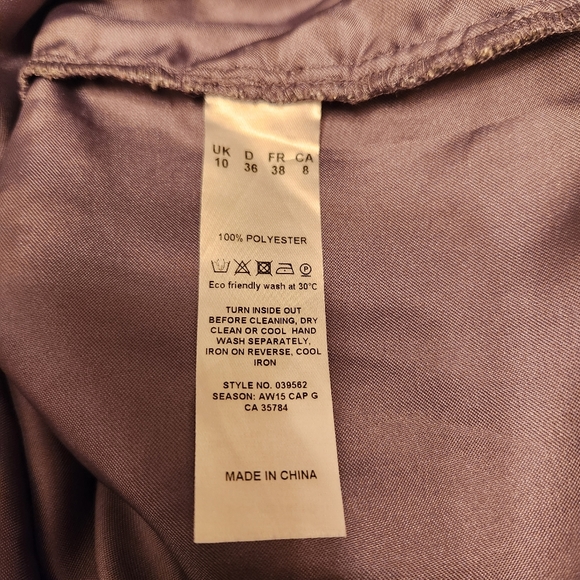 UK D FR CA
10 36 38 8
100% POLYESTER
Eco friendly wash at 30°C
TURN INSIDE OUT
BEFORE CLEANING, DRY
CLEAN OR COOL HAND
WASH SEPARATELY,
IRON ON REVERSE, COOL
IRON
STYLE NO. 039562
SEASON: AW15 CAP G
CA 35784
MADE IN CHINA